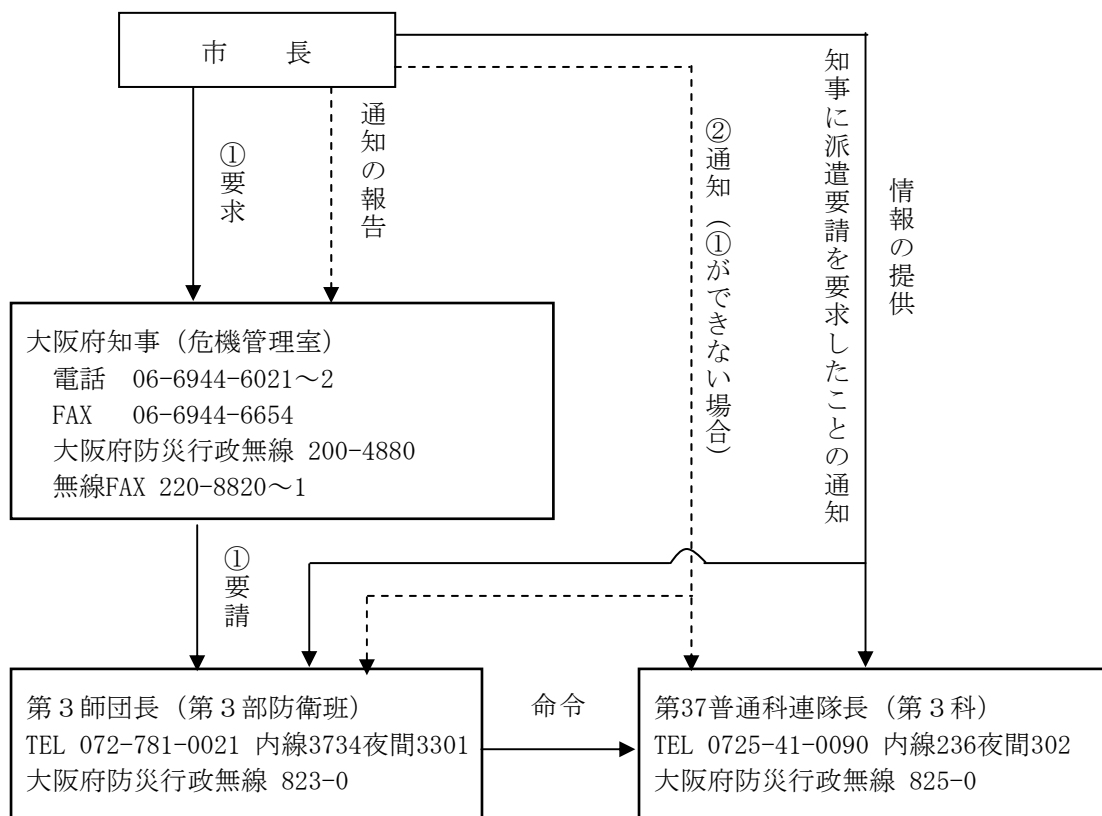 市　　長
①要求
通知の報告
②通知（①ができない場合）
知事に派遣要請を要求したことの通知
情報の提供
大阪府知事（危機管理室）
電話　06-6944-6021～2
FAX　06-6944-6654
大阪府防災行政無線 200-4880
無線FAX 220-8820～1
①要請
第３師団長（第３部防衛班）
TEL 072-781-0021 内線3734夜間3301
大阪府防災行政無線 823-0
命令
第37普通科連隊長（第３科）
TEL 0725-41-0090 内線236夜間302
大阪府防災行政無線 825-0